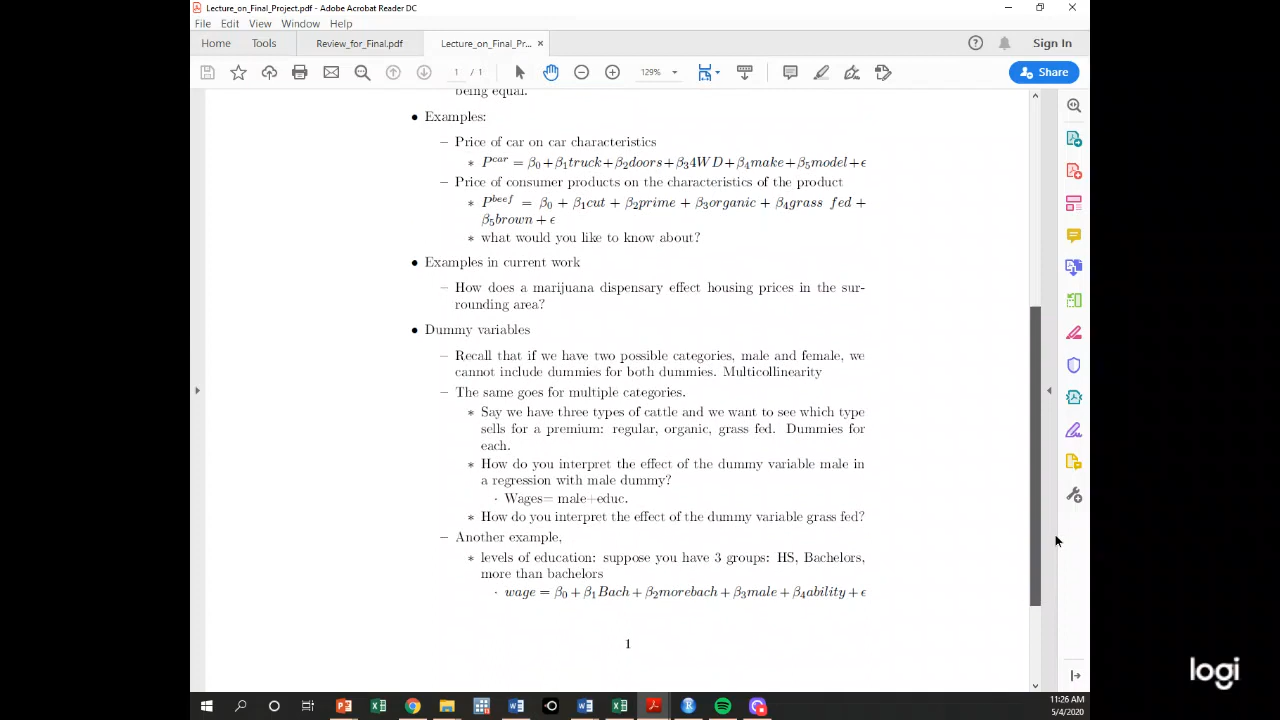 Lecture_on_Final_Project.pdf - Adobe Acrobat Reader DC
File Edit View Window Help
Home Tools Review_for_Final.pdf Lecture_on_Final_Pr... × Sign In
1 / 1 129% Share
being equal.
• Examples:
– Price of car on car characteristics
* P^car = β0+β1truck+β2doors+β34WD+β4make+β5model+ϵ
– Price of consumer products on the characteristics of the product
* P^beef = β0 + β1cut + β2prime + β3organic + β4grass fed +
β5brown + ϵ
* what would you like to know about?
• Examples in current work
– How does a marijuana dispensary effect housing prices in the sur-
rounding area?
• Dummy variables
– Recall that if we have two possible categories, male and female, we
cannot include dummies for both dummies. Multicollinearity
– The same goes for multiple categories.
* Say we have three types of cattle and we want to see which type
sells for a premium: regular, organic, grass fed. Dummies for
each.
* How do you interpret the effect of the dummy variable male in
a regression with male dummy?
· Wages= male+educ.
* How do you interpret the effect of the dummy variable grass fed?
– Another example,
* levels of education: suppose you have 3 groups: HS, Bachelors,
more than bachelors
· wage = β0 + β1Bach + β2morebach + β3male + β4ability + ϵ
1
logi
11:26 AM
5/4/2020